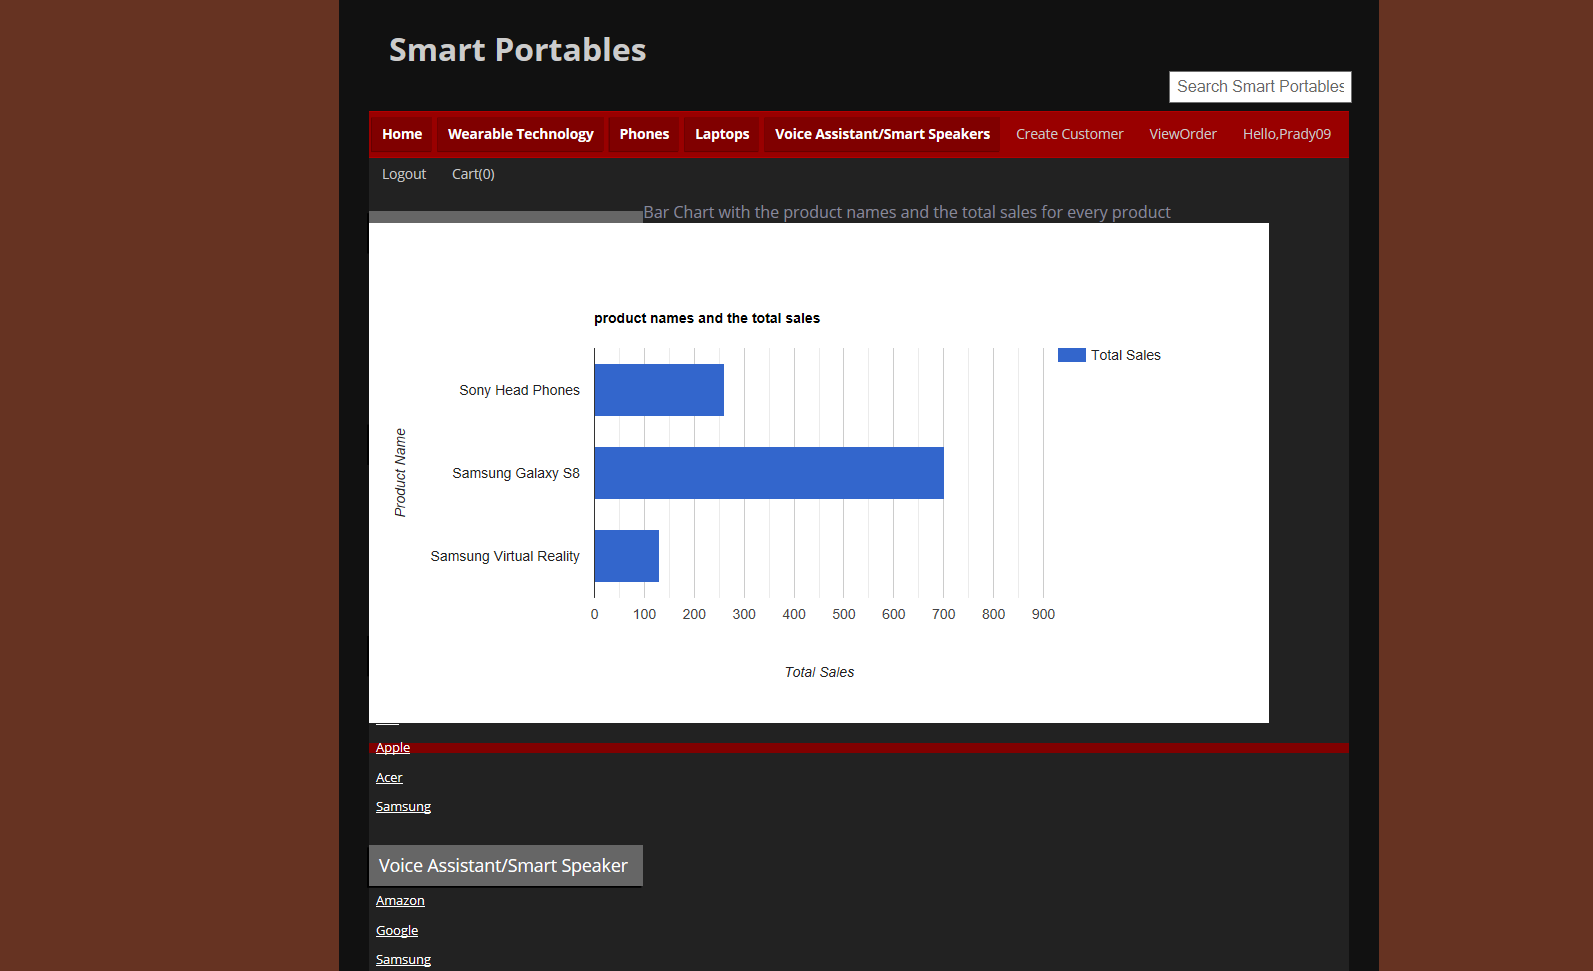 Smart Portables
Search Smart Portables
Home Wearable Technology Phones Laptops Voice Assistant/Smart Speakers Create Customer ViewOrder Hello,Prady09
Logout Cart(0)
Bar Chart with the product names and the total sales for every product
product names and the total sales
Total Sales
Sony Head Phones
Samsung Galaxy S8
Samsung Virtual Reality
Product Name
0 100 200 300 400 500 600 700 800 900
Total Sales
Apple
Acer
Samsung
Voice Assistant/Smart Speaker
Amazon
Google
Samsung